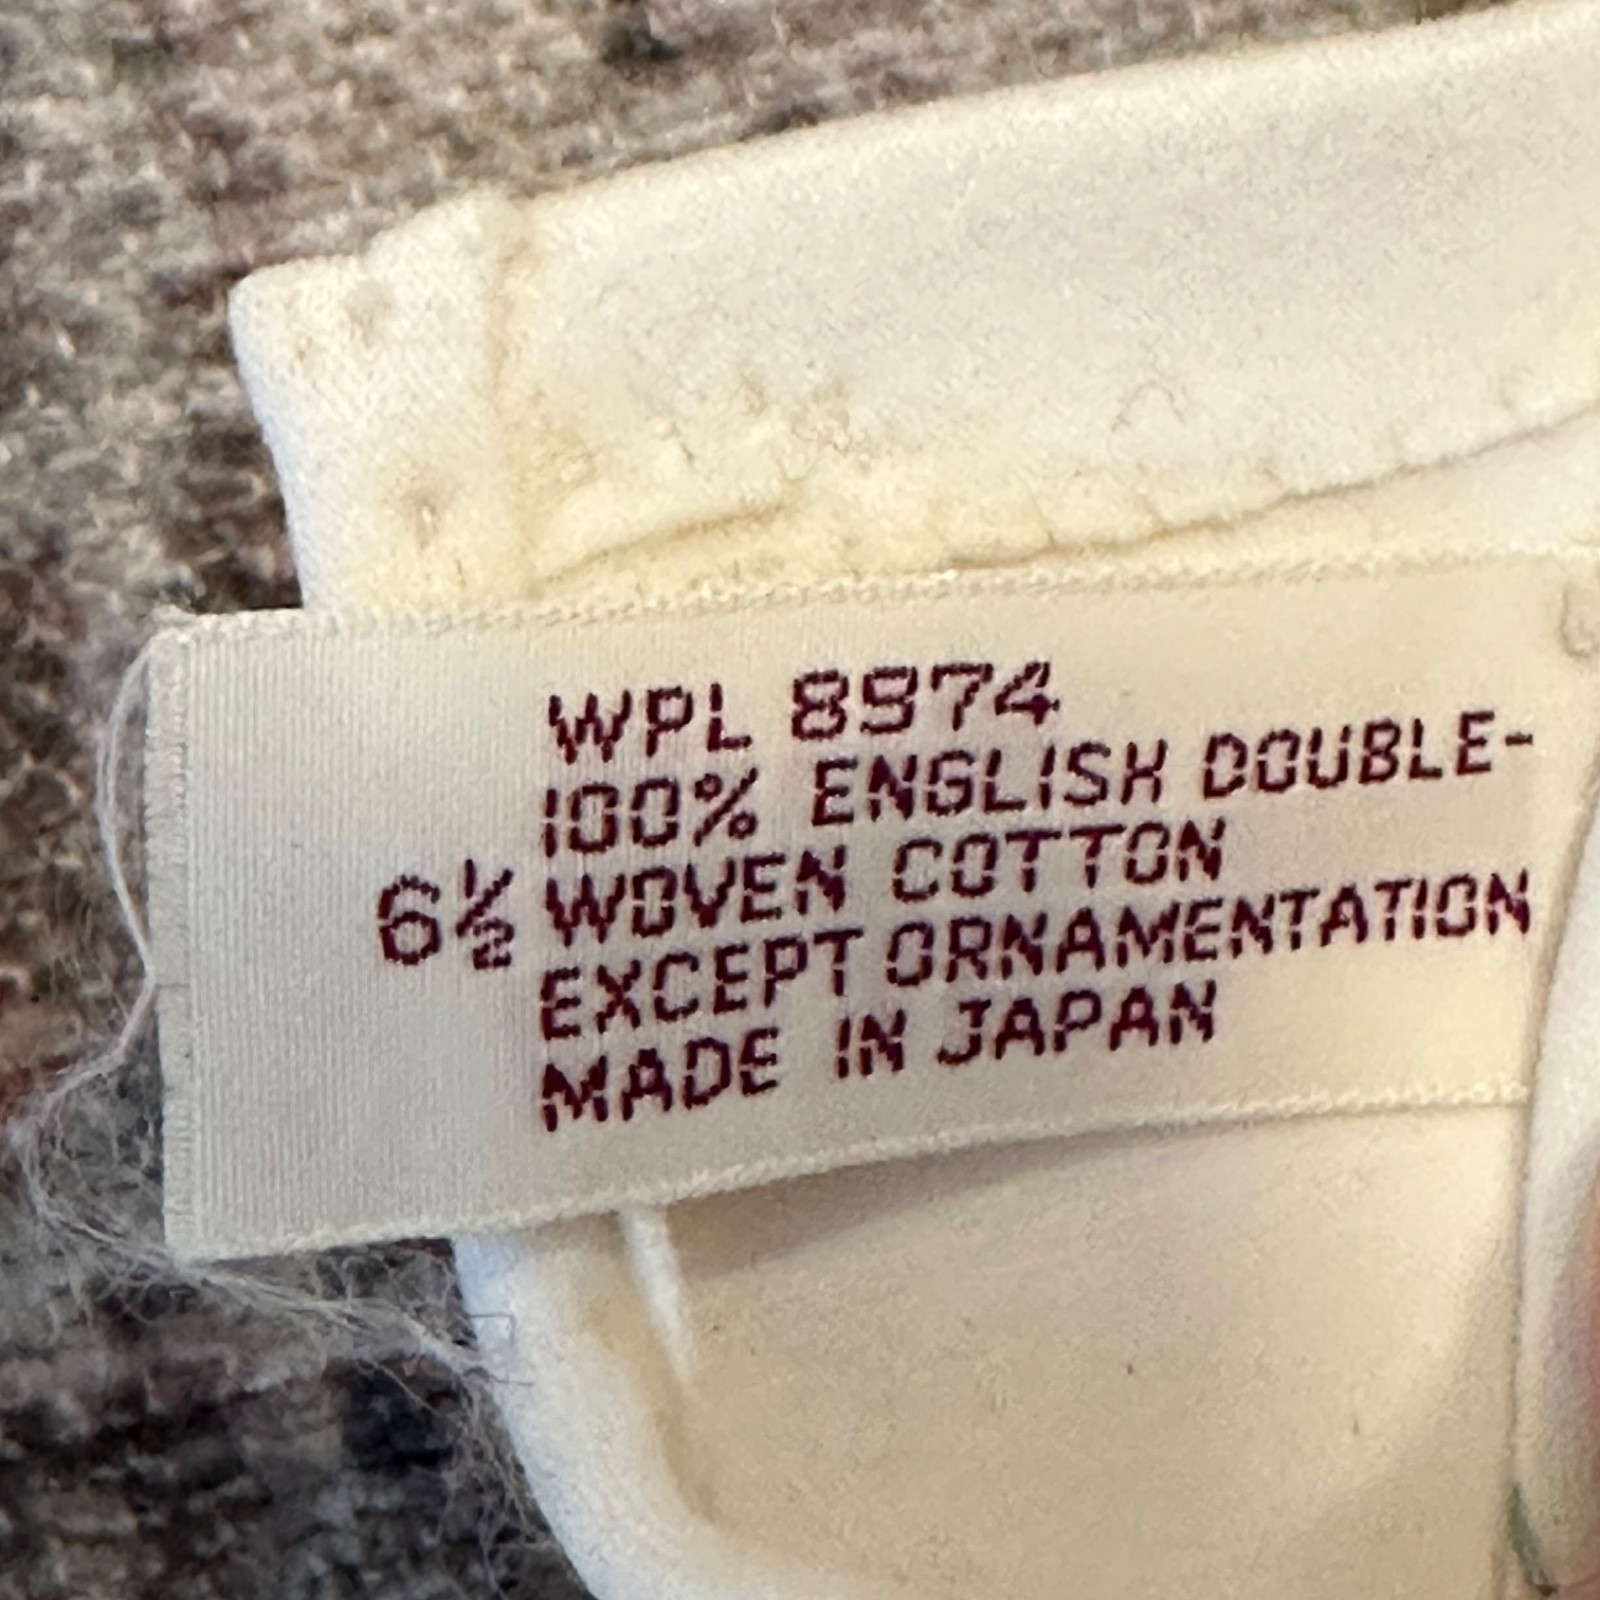 WPL 8974
100% ENGLISH DOUBLE-
6½ WOVEN COTTON
EXCEPT ORNAMENTATION
MADE IN JAPAN